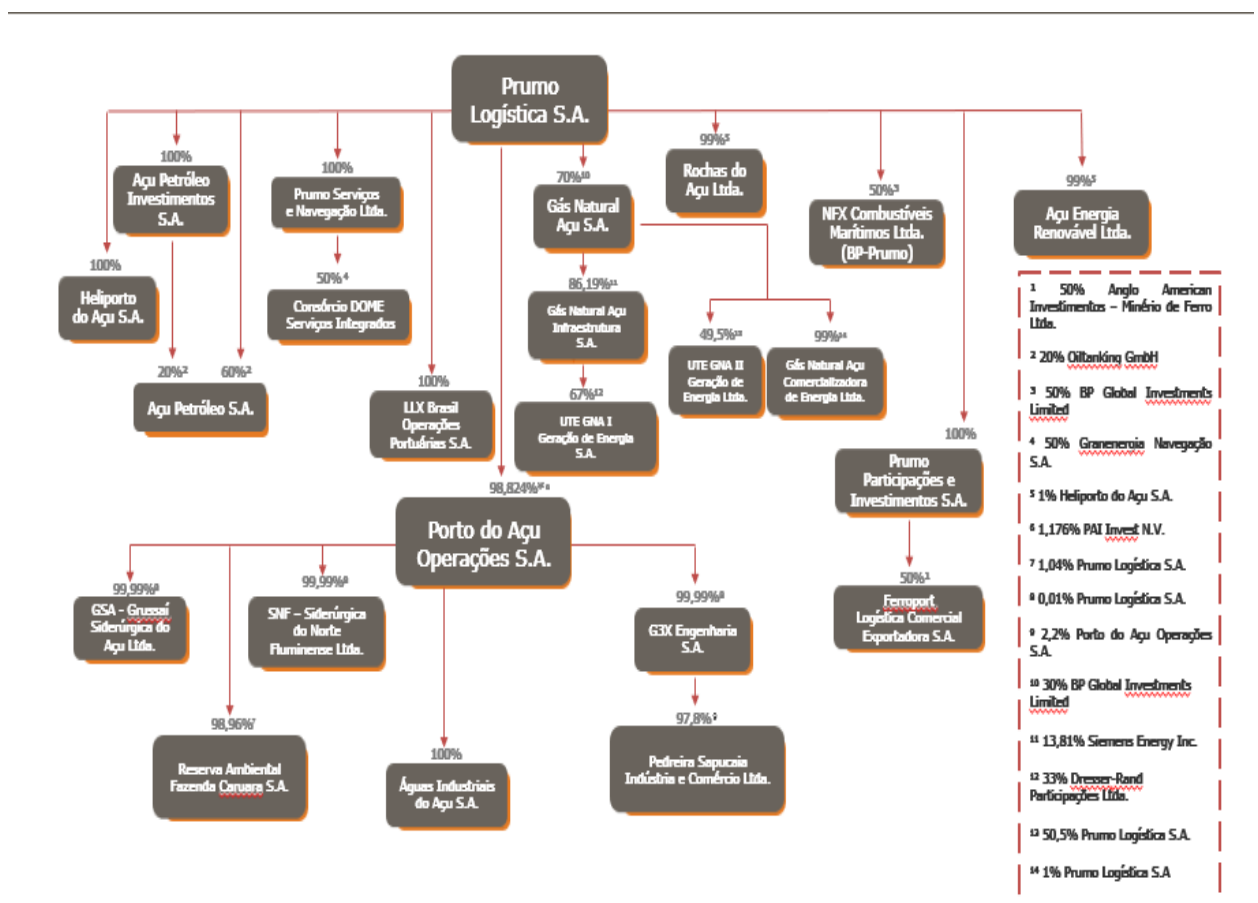 Prumo
Logística S.A.
100%
Açu Petróleo
Investimentos
S.A.
100%
Prumo Serviços
e Navegação Ltda.
70%¹⁰
Gás Natural
Açu S.A.
99%⁵
Rochas do
Açu Ltda.
50%³
NFX Combustíveis
Marítimos Ltda.
(BP-Prumo)
99%⁵
Açu Energia
Renovável Ltda.
100%
Heliporto
do Açu S.A.
50%⁴
Consórcio DOME
Serviços Integrados
86,19%¹¹
Gás Natural Açu
Infraestrutura
S.A.
49,5%¹³
UTE GNA II
Geração de
Energia Ltda.
99%¹⁴
Gás Natural Açu
Comercializadora
de Energia Ltda.
20%²
60%²
Açu Petróleo S.A.
100%
LLX Brasil
Operações
Portuárias S.A.
67%¹²
UTE GNA I
Geração de Energia
S.A.
100%
Prumo
Participações e
Investimentos S.A.
98,824%
Porto do Açu
Operações S.A.
99,99%⁸
GSA - Grussaí
Siderúrgica do
Açu Ltda.
99,99%⁸
SNF – Siderúrgica
do Norte
Fluminense Ltda.
99,99%⁸
G3X Engenharia
S.A.
50%¹
Ferroport
Logística Comercial
Exportadora S.A.
98,96%⁷
Reserva Ambiental
Fazenda Caruara S.A.
100%
Águas Industriais
do Açu S.A.
97,8%⁹
Pedreira Sapucaia
Indústria e Comércio Ltda.
¹ 50% Anglo American
Investimentos – Minério de Ferro
Ltda.
² 20% Oiltanking GmbH
³ 50% BP Global Investments
Limited
⁴ 50% Granenergia Navegação
S.A.
⁵ 1% Heliporto do Açu S.A.
⁶ 1,176% PAI Invest N.V.
⁷ 1,04% Prumo Logística S.A.
⁸ 0,01% Prumo Logística S.A.
⁹ 2,2% Porto do Açu Operações
S.A.
¹⁰ 30% BP Global Investments
Limited
¹¹ 13,81% Siemens Energy Inc.
¹² 33% Dresser-Rand
Participações Ltda.
¹³ 50,5% Prumo Logística S.A.
¹⁴ 1% Prumo Logística S.A